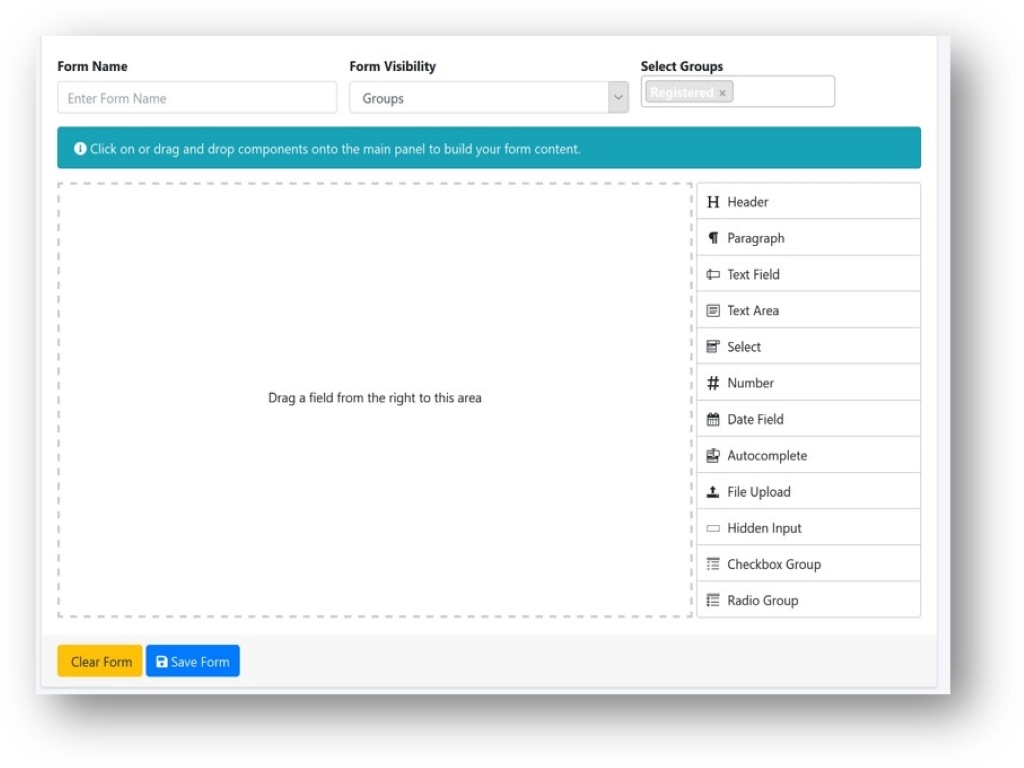 Form Name
Form Visibility
Select Groups
Enter Form Name
Groups
Registered ×
Click on or drag and drop components onto the main panel to build your form content.
Drag a field from the right to this area
Header
Paragraph
Text Field
Text Area
Select
Number
Date Field
Autocomplete
File Upload
Hidden Input
Checkbox Group
Radio Group
Clear Form
Save Form